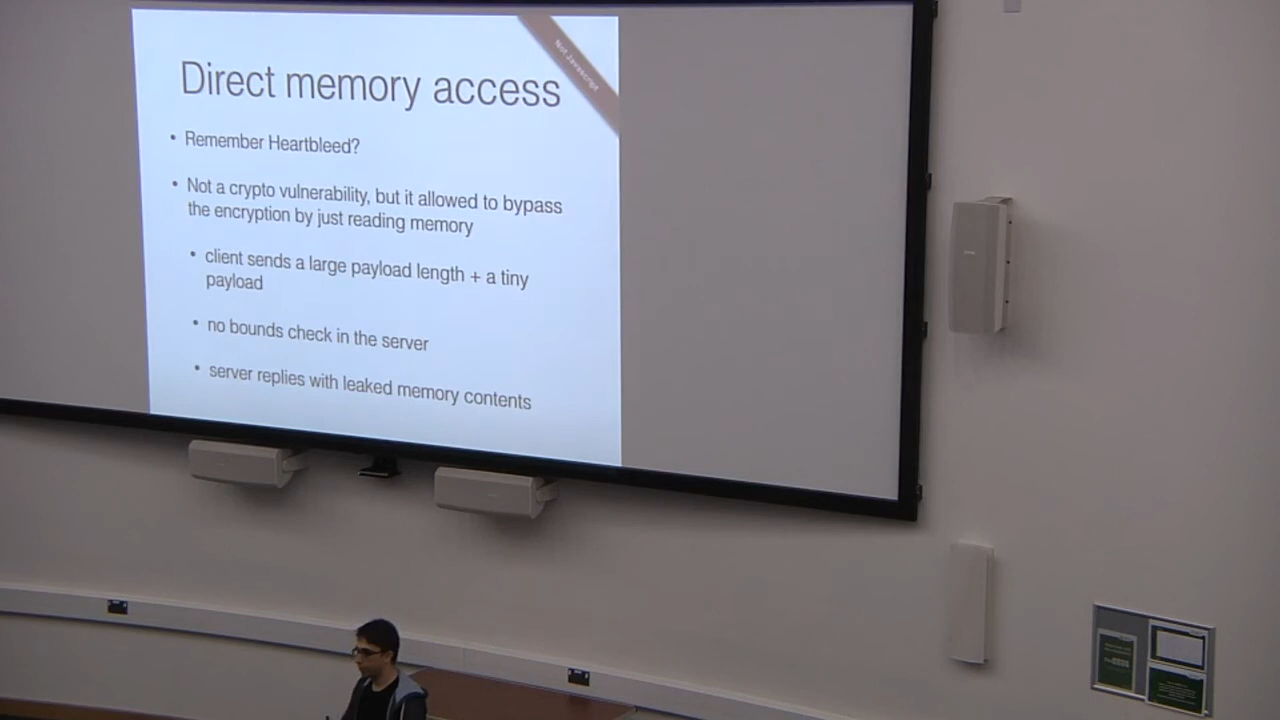 Not Javascript
Direct memory access
• Remember Heartbleed?
• Not a crypto vulnerability, but it allowed to bypass
the encryption by just reading memory
• client sends a large payload length + a tiny
payload
• no bounds check in the server
• server replies with leaked memory contents